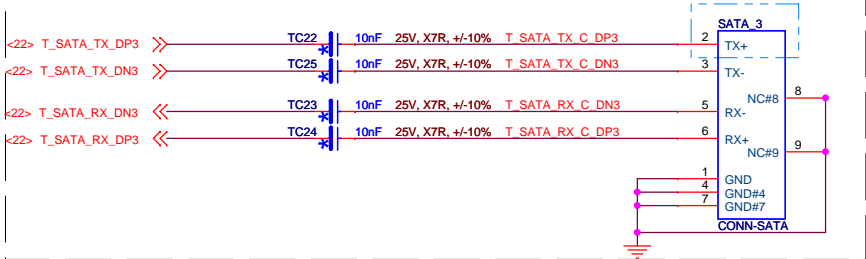 SATA_3
<22> T_SATA_TX_DP3 TC22 10nF 25V, X7R, +/-10% T_SATA_TX_C_DP3 2 TX+
<22> T_SATA_TX_DN3 TC25 10nF 25V, X7R, +/-10% T_SATA_TX_C_DN3 3 TX-
NC#8 8
<22> T_SATA_RX_DN3 TC23 10nF 25V, X7R, +/-10% T_SATA_RX_C_DN3 5 RX-
<22> T_SATA_RX_DP3 TC24 10nF 25V, X7R, +/-10% T_SATA_RX_C_DP3 6 RX+
NC#9 9
1 GND
4 GND#4
7 GND#7
CONN-SATA